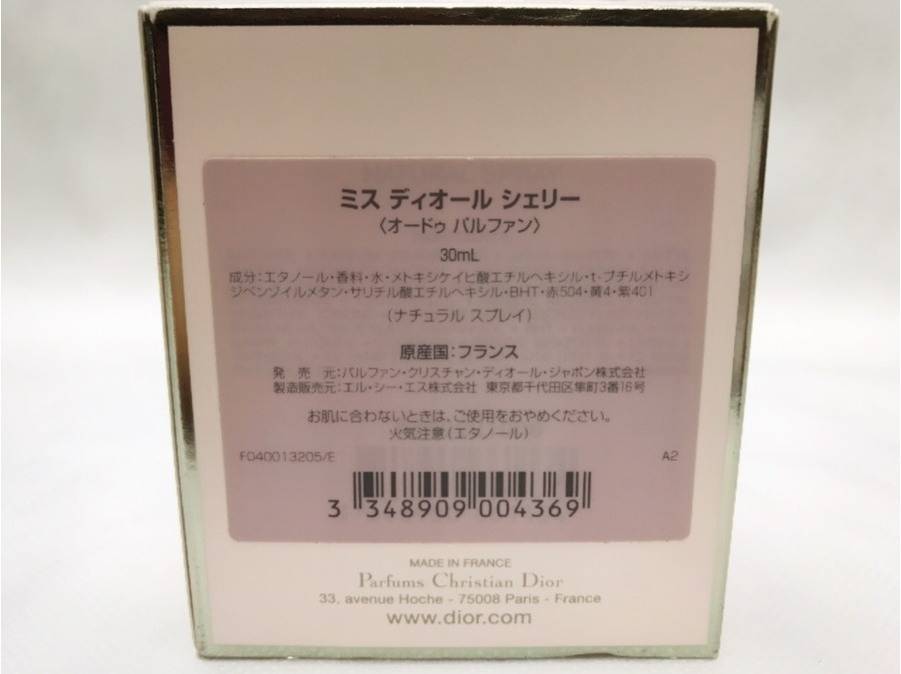 ミス ディオール シェリー
〈オードゥ パルファン〉
30mL
成分：エタノール・香料・水・メトキシケイヒ酸エチルヘキシル・t-ブチルメトキシ
ジベンゾイルメタン・サリチル酸エチルヘキシル・BHT・赤504・黄4・紫401
（ナチュラル スプレイ）
原産国：フランス
発 売 元：パルファン・クリスチャン・ディオール・ジャポン株式会社
製造販売元：エル・シー・エス株式会社 東京都千代田区隼町3番16号
お肌に合わないときは、ご使用をおやめください。
火気注意（エタノール）
F040013205/E A2
3 348909 004369
MADE IN FRANCE
Parfums Christian Dior
33, avenue Hoche - 75008 Paris - France
www.dior.com